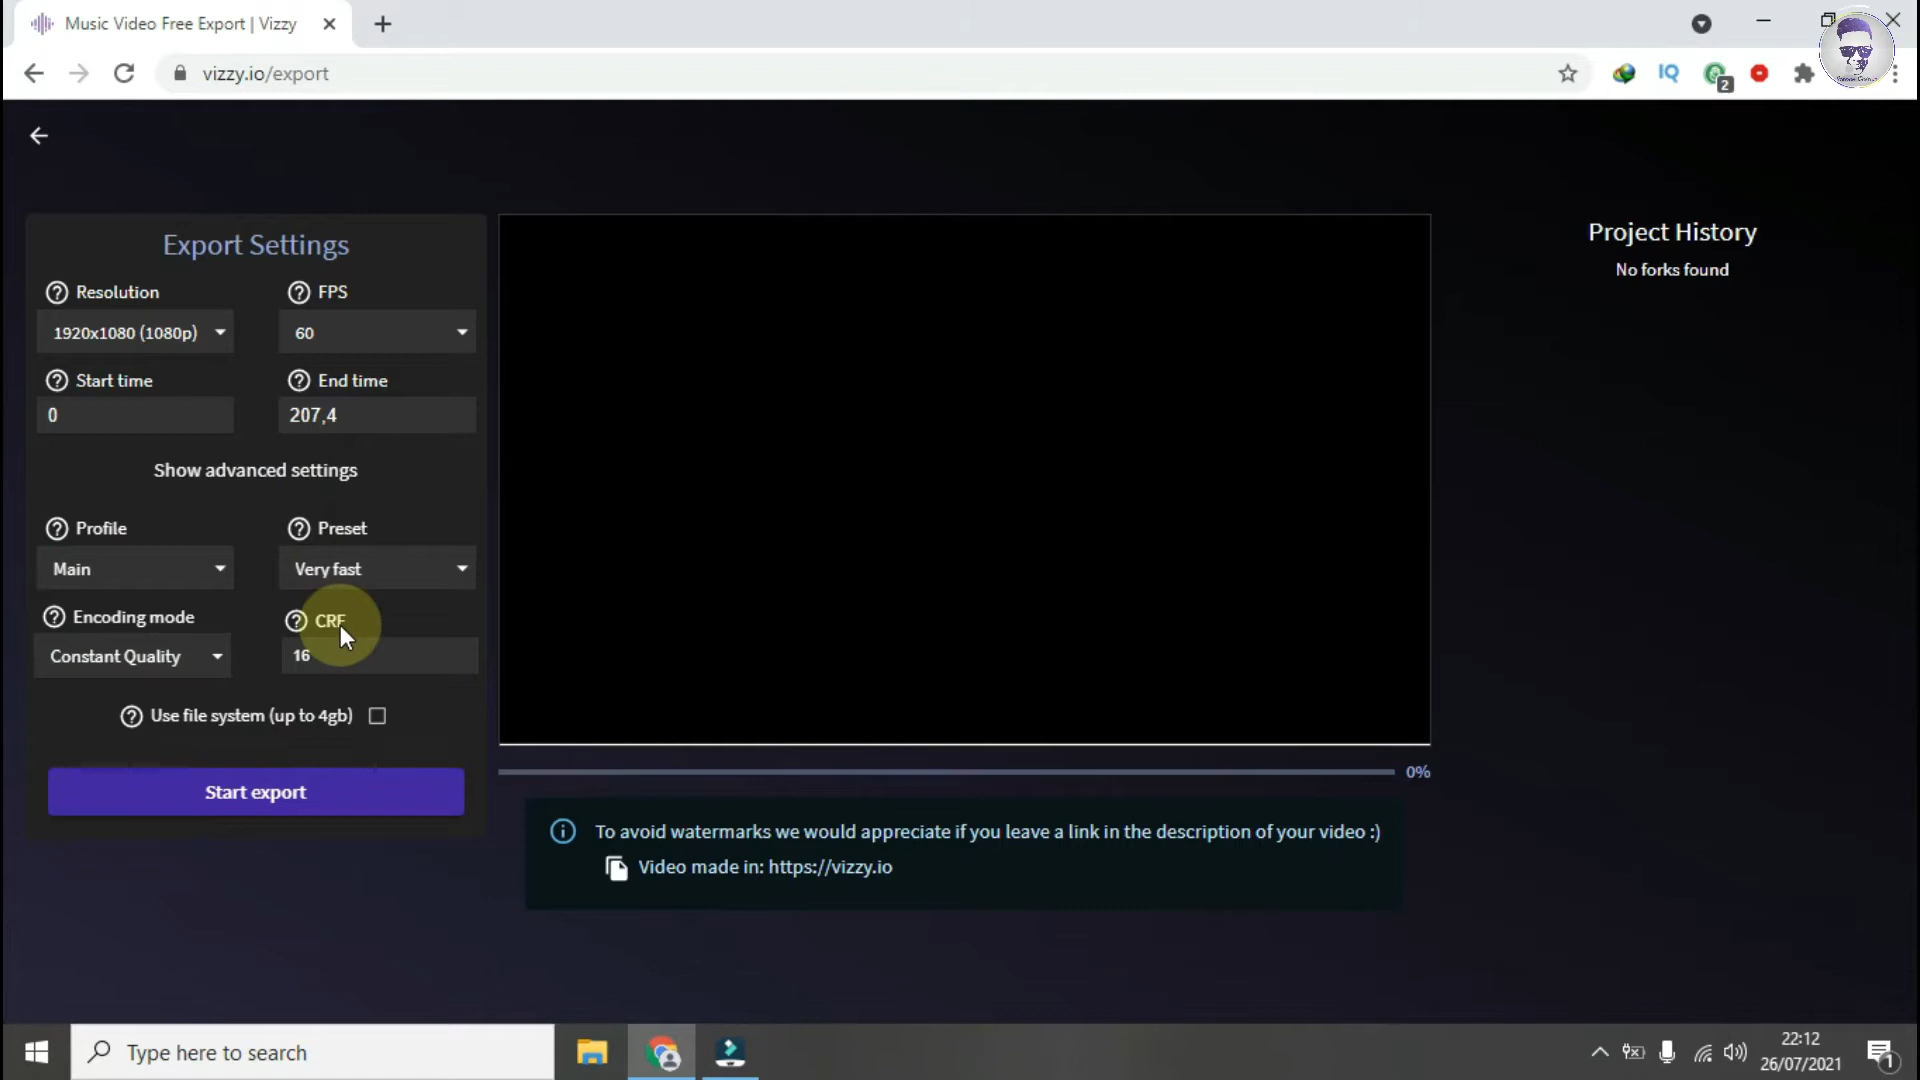 Music Video Free Export | Vizzy
vizzy.io/export
IQ
2
Export Settings
Project History
No forks found
Resolution
FPS
1920x1080 (1080p)
60
Start time
End time
0
207,4
Show advanced settings
Profile
Preset
Main
Very fast
Encoding mode
CRF
Constant Quality
16
Use file system (up to 4gb)
Start export
0%
To avoid watermarks we would appreciate if you leave a link in the description of your video :)
Video made in: https://vizzy.io
Type here to search
22:12
26/07/2021
1